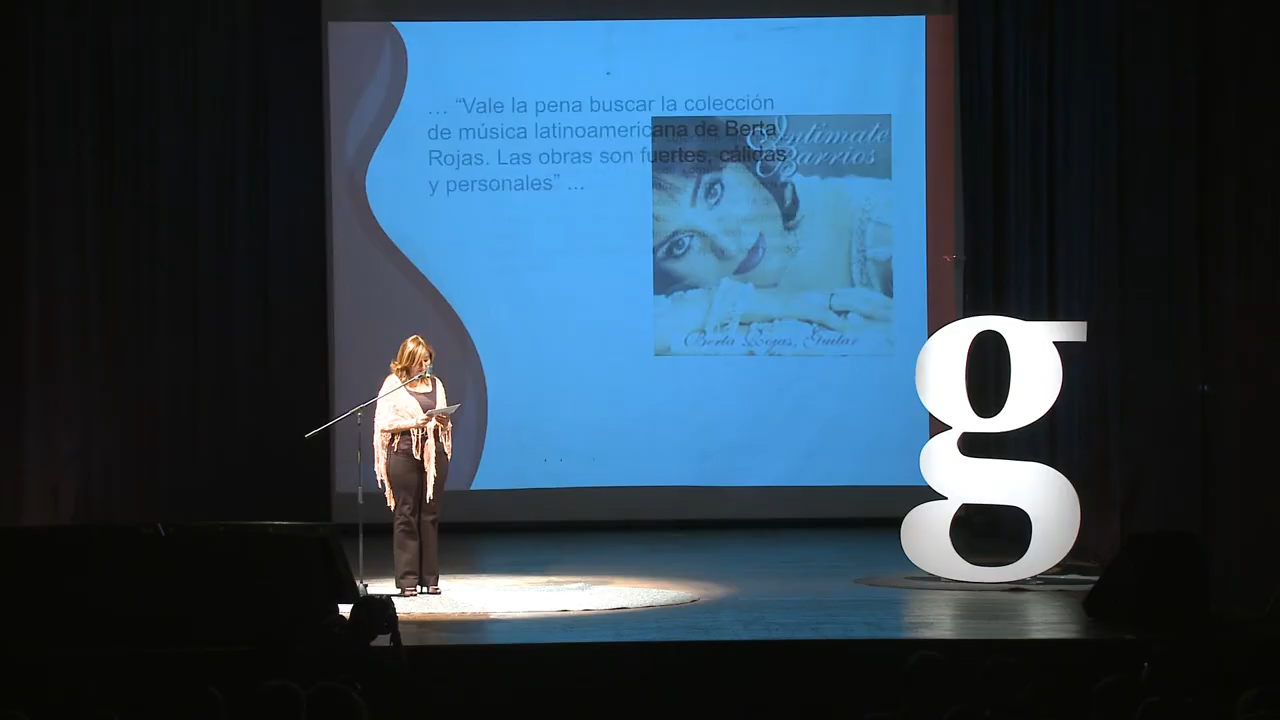 … “Vale la pena buscar la colección
de música latinoamericana de Berta
Rojas. Las obras son fuertes, cálidas
y personales” ...
Intimate
Barrios
Berta Rojas, Guitar
g